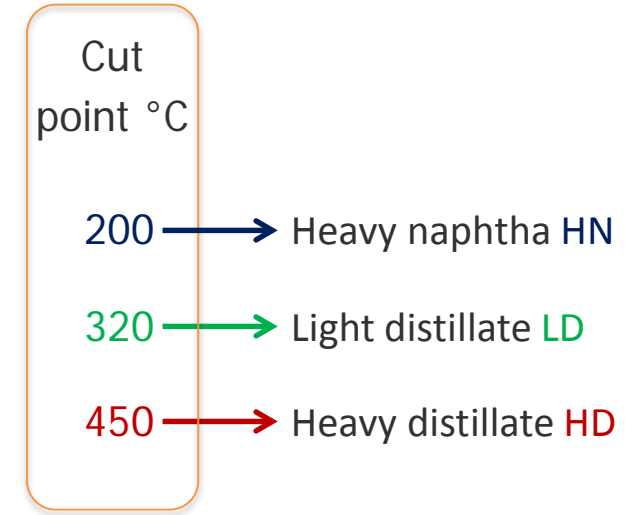 Cut
point °C
200 Heavy naphtha HN
320 Light distillate LD
450 Heavy distillate HD